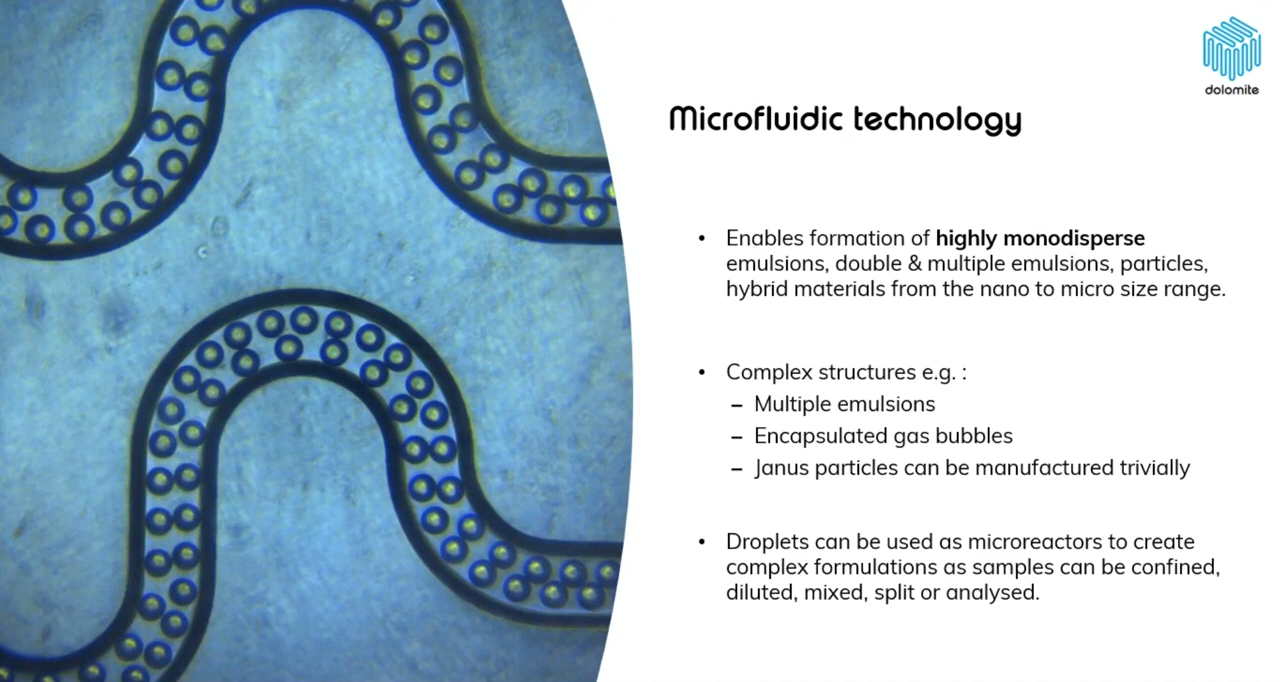 dolomite
Microfluidic technology
• Enables formation of highly monodisperse
emulsions, double & multiple emulsions, particles,
hybrid materials from the nano to micro size range.
• Complex structures e.g. :
– Multiple emulsions
– Encapsulated gas bubbles
– Janus particles can be manufactured trivially
• Droplets can be used as microreactors to create
complex formulations as samples can be confined,
diluted, mixed, split or analysed.